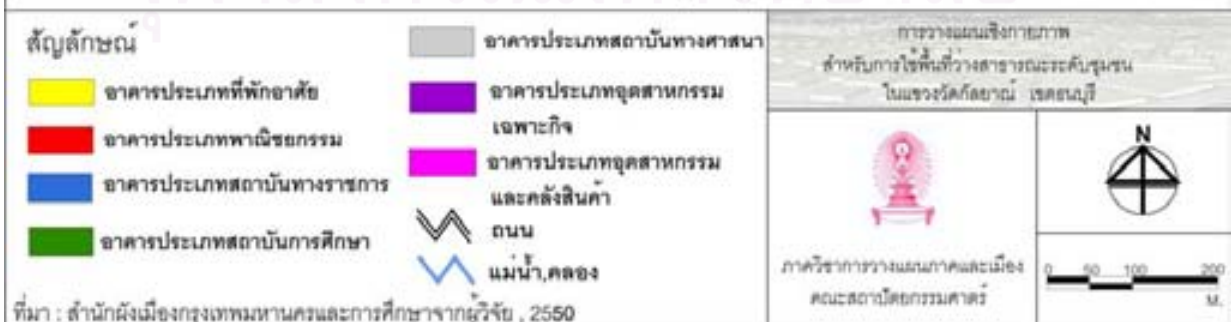 สัญลักษณ์
อาคารประเภทที่พักอาศัย
อาคารประเภทพาณิชยกรรม
อาคารประเภทสถาบันทางราชการ
อาคารประเภทสถาบันการศึกษา
อาคารประเภทสถาบันทางศาสนา
อาคารประเภทอุตสาหกรรม
เฉพาะกิจ
อาคารประเภทอุตสาหกรรม
และคลังสินค้า
ถนน
แม่น้ำ,คลอง
ที่มา : สำนักผังเมืองกรุงเทพมหานครและการศึกษาจากผู้วิจัย , 2550
การวางแผนเชิงกายภาพ
สำหรับการใช้พื้นที่ว่างสาธารณะระดับชุมชน
ในแขวงวัดกัลยาณ์ เขตธนบุรี
ภาควิชาการวางแผนภาคและเมือง
คณะสถาปัตยกรรมศาตร์
N
0 50 100 200
M.